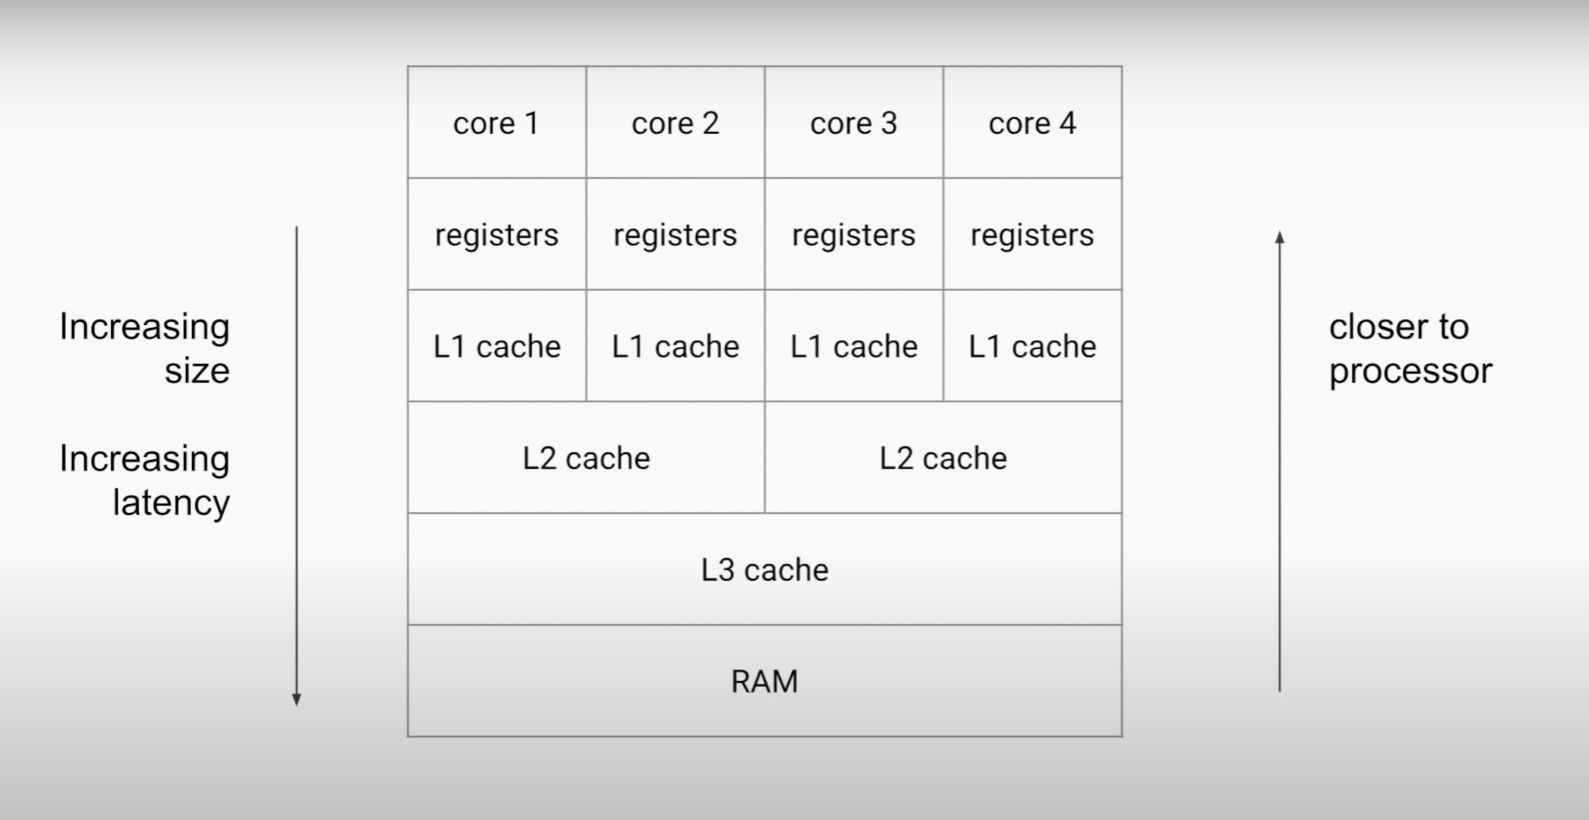 core 1
core 2
core 3
core 4
registers
registers
registers
registers
Increasing
size
L1 cache
L1 cache
L1 cache
L1 cache
closer to
processor
Increasing
latency
L2 cache
L2 cache
L3 cache
RAM